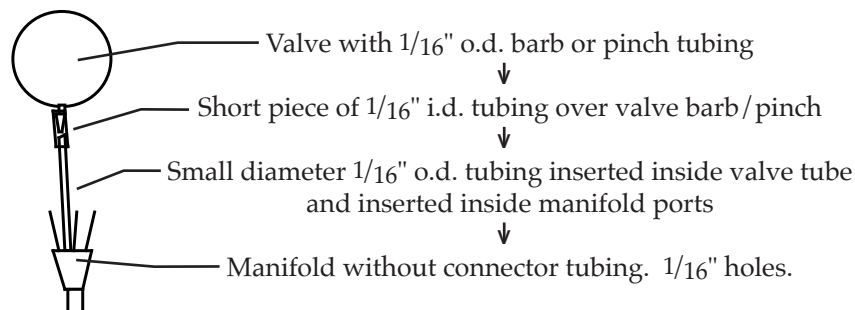 Valve with 1/16" o.d. barb or pinch tubing
Short piece of 1/16" i.d. tubing over valve barb/pinch
Small diameter 1/16" o.d. tubing inserted inside valve tube
and inserted inside manifold ports
Manifold without connector tubing. 1/16" holes.